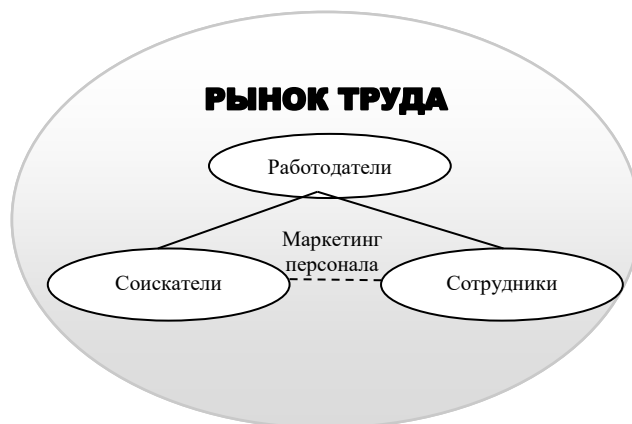 РЫНОК ТРУДА
Работодатели
Маркетинг
персонала
Соискатели
Сотрудники